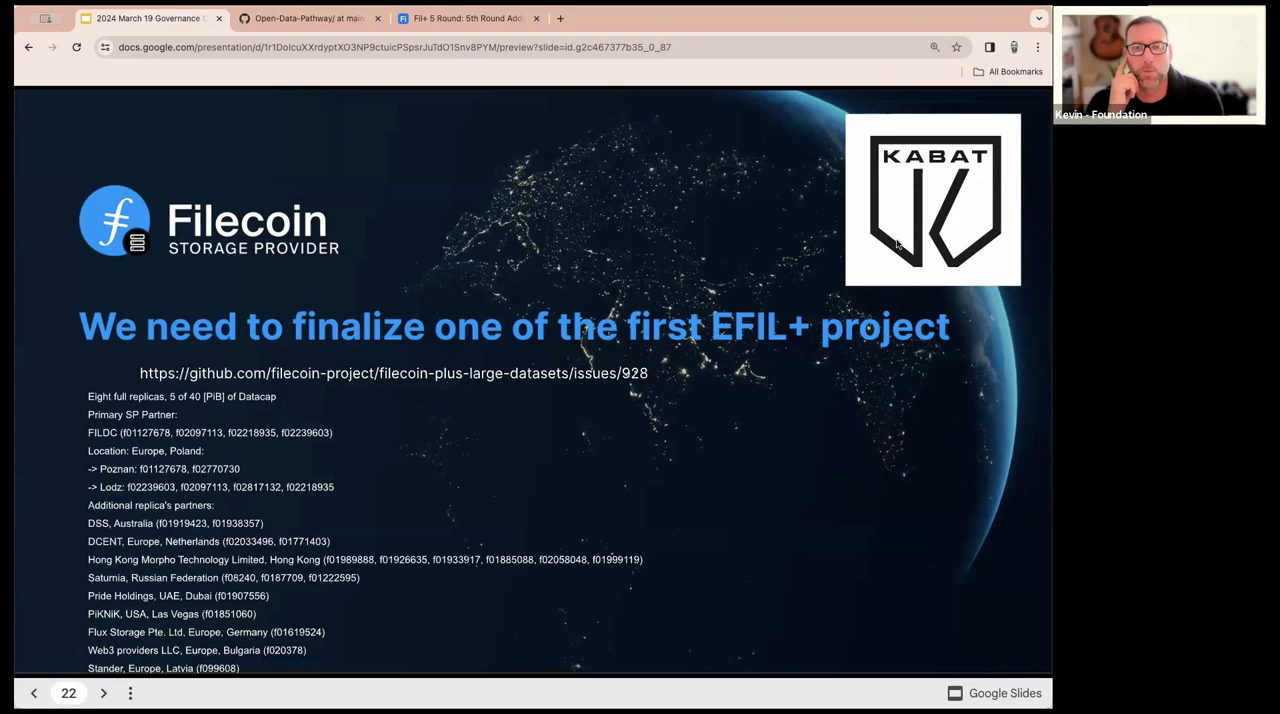 2024 March 19 Governance C
Open-Data-Pathway/ at main
Fil+ 5 Round: 5th Round Add
docs.google.com/presentation/d/1r1DolcuXXrdyptXO3NP9ctuicPSpsrJuTdO1Snv8PYM/preview?slide=id.g2c467377b35_0_87
All Bookmarks
Kevin - Foundation
KABAT
Filecoin
STORAGE PROVIDER
We need to finalize one of the first EFIL+ project
https://github.com/filecoin-project/filecoin-plus-large-datasets/issues/928
Eight full replicas, 5 of 40 [PiB] of Datacap
Primary SP Partner:
FILDC (f01127678, f02097113, f02218935, f02239603)
Location: Europe, Poland:
-> Poznan: f01127678, f02770730
-> Lodz: f02239603, f02097113, f02817132, f02218935
Additional replica's partners:
DSS, Australia (f01919423, f01938357)
DCENT, Europe, Netherlands (f02033496, f01771403)
Hong Kong Morpho Technology Limited, Hong Kong (f01989888, f01926635, f01933917, f01885088, f02058048, f01999119)
Saturnia, Russian Federation (f08240, f0187709, f01222595)
Pride Holdings, UAE, Dubai (f01907556)
PiKNiK, USA, Las Vegas (f01851060)
Flux Storage Pte. Ltd, Europe, Germany (f01619524)
Web3 providers LLC, Europe, Bulgaria (f020378)
Stander, Europe, Latvia (f099608)
22
Google Slides